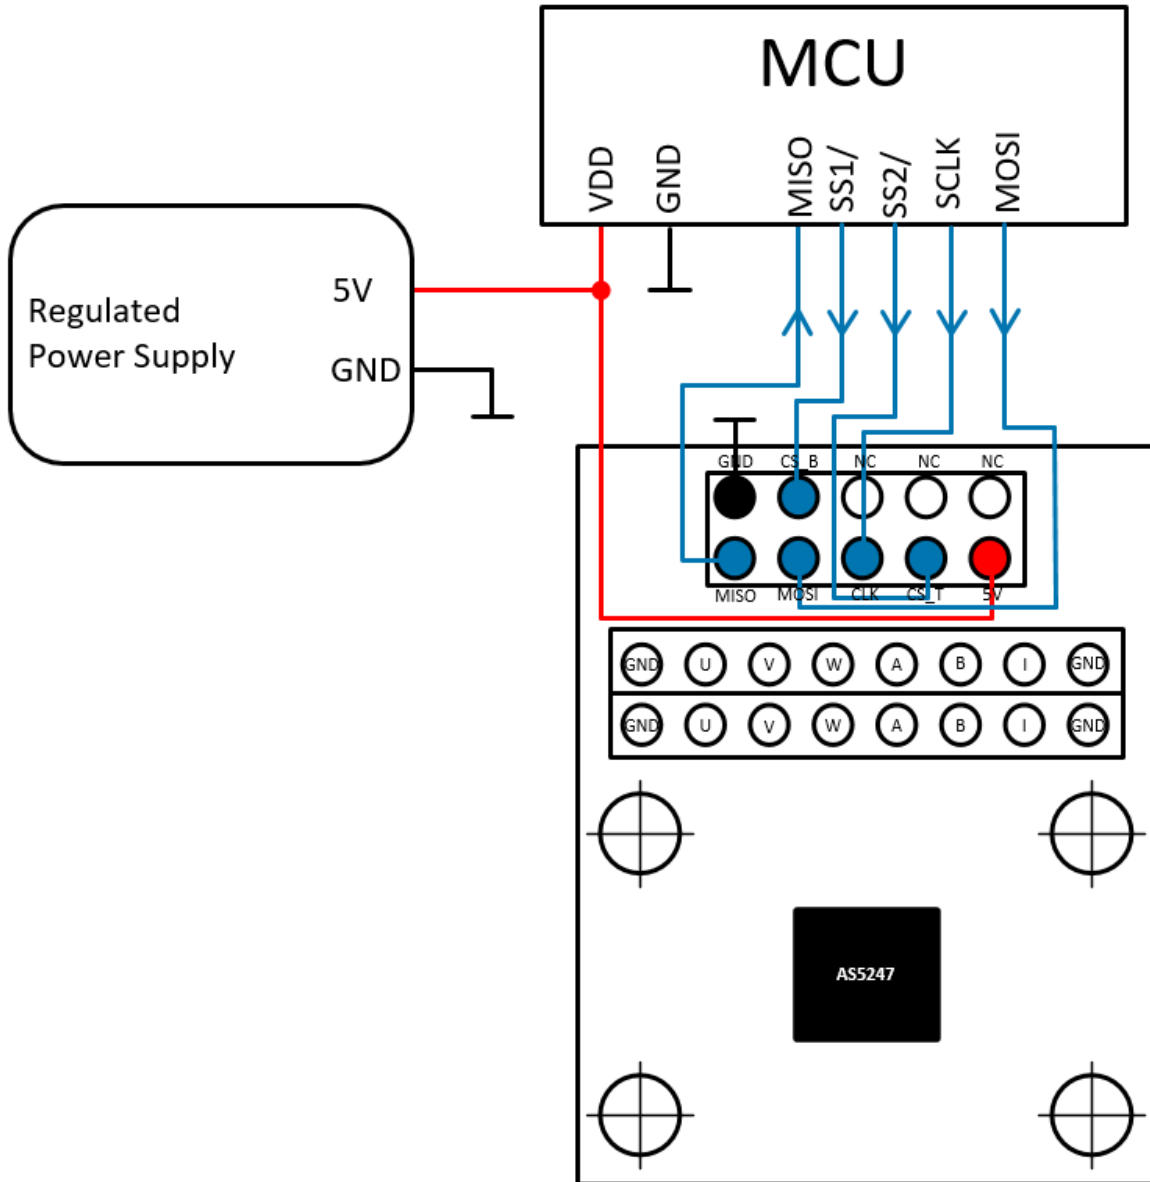 MCU
VDD
GND
MISO
SS1/
SS2/
SCLK
MOSI
Regulated
Power Supply
5V
GND
GND CS_B NC NC NC
MISO MOSI CLK CS_T 5V
GND U V W A B I GND
GND U V W A B I GND
AS5247